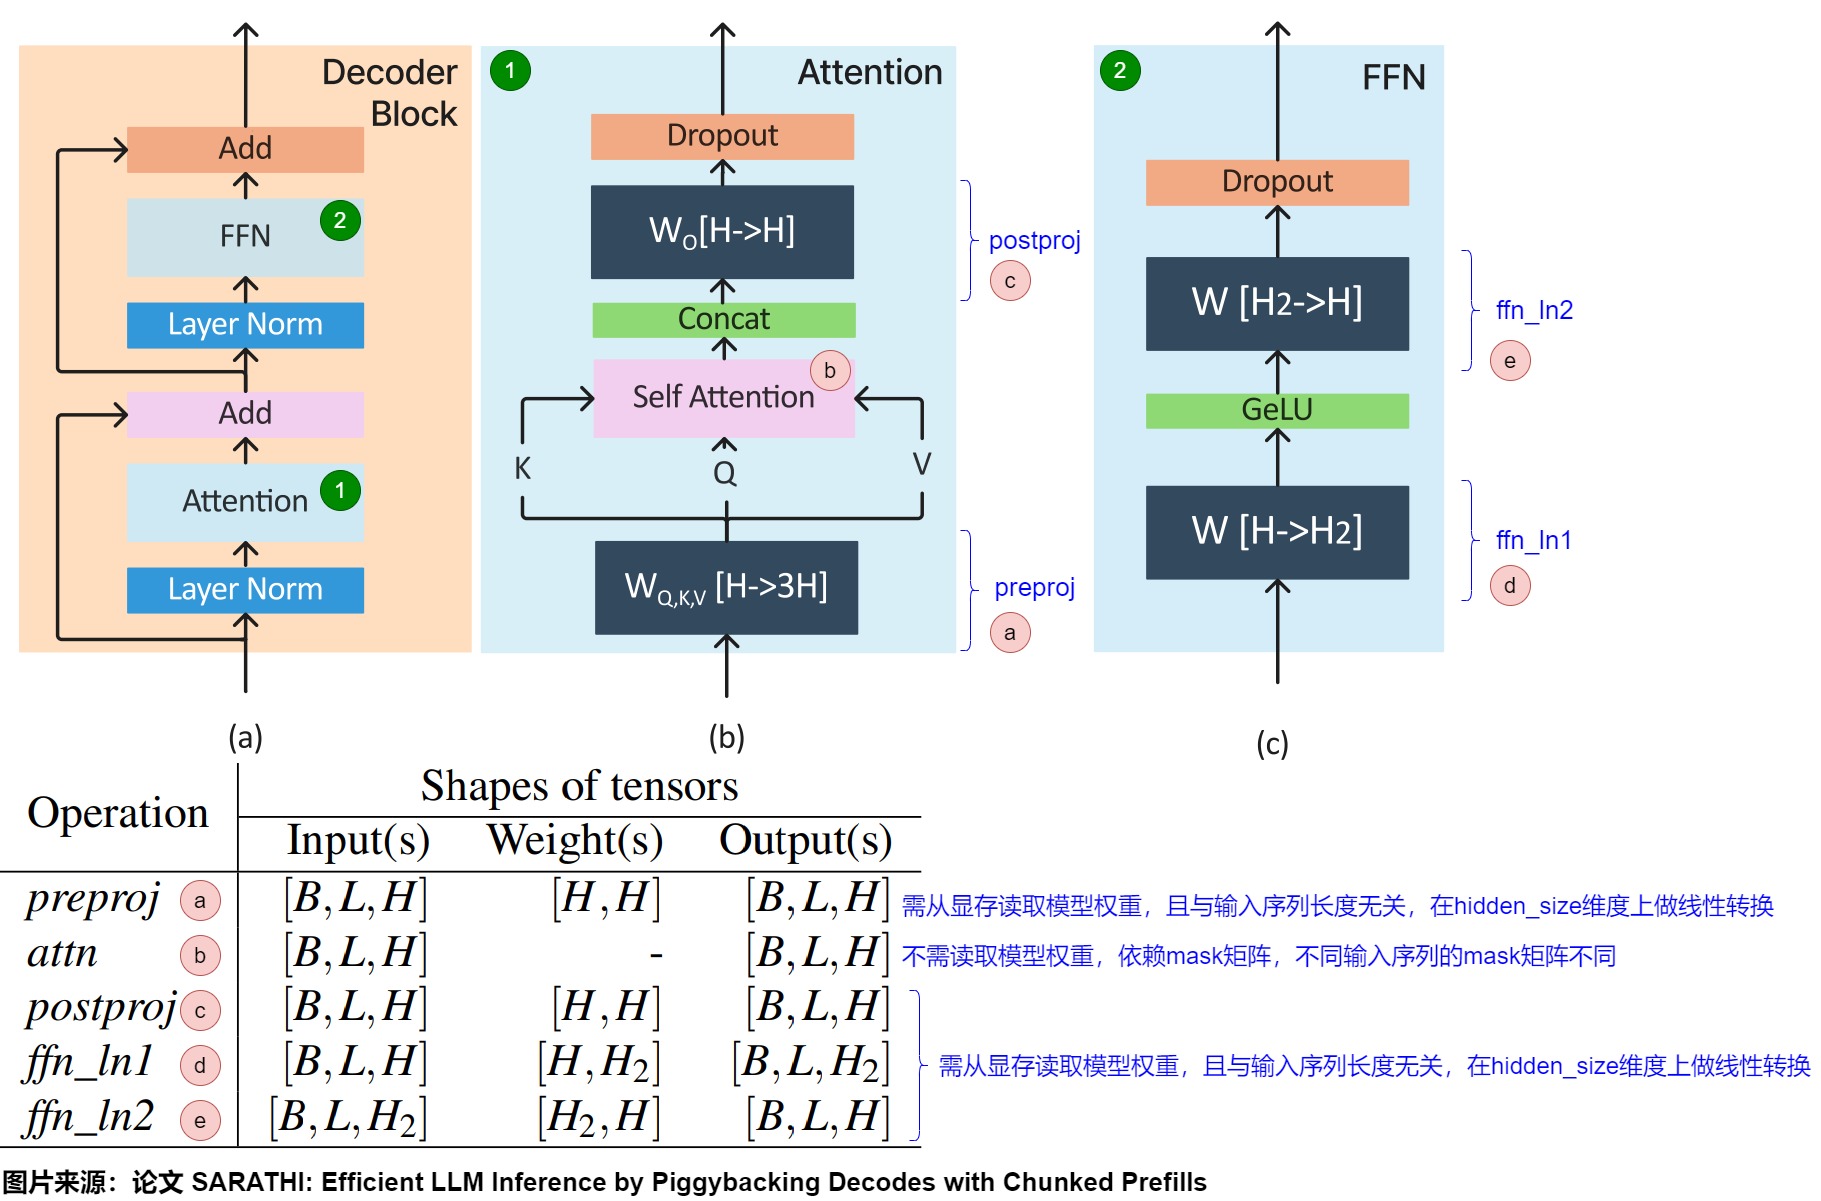 Decoder
Block
Add
FFN
2
Layer Norm
Add
Attention
1
Layer Norm
(a)
1
Attention
Dropout
W_O[H->H]
postproj
c
Concat
Self Attention
b
K
Q
V
W_Q,K,V [H->3H]
preproj
a
(b)
2
FFN
Dropout
W [H2->H]
ffn_ln2
e
GeLU
W [H->H2]
ffn_ln1
d
(c)
Operation
Shapes of tensors
Input(s) Weight(s) Output(s)
preproj a [B,L,H] [H,H] [B,L,H] 需从显存读取模型权重，且与输入序列长度无关，在hidden_size维度上做线性转换
attn b [B,L,H] - [B,L,H] 不需读取模型权重，依赖mask矩阵，不同输入序列的mask矩阵不同
postproj c [B,L,H] [H,H] [B,L,H]
ffn_ln1 d [B,L,H] [H,H₂] [B,L,H₂] 需从显存读取模型权重，且与输入序列长度无关，在hidden_size维度上做线性转换
ffn_ln2 e [B,L,H₂] [H₂,H] [B,L,H]
图片来源：论文 SARATHI: Efficient LLM Inference by Piggybacking Decodes with Chunked Prefills